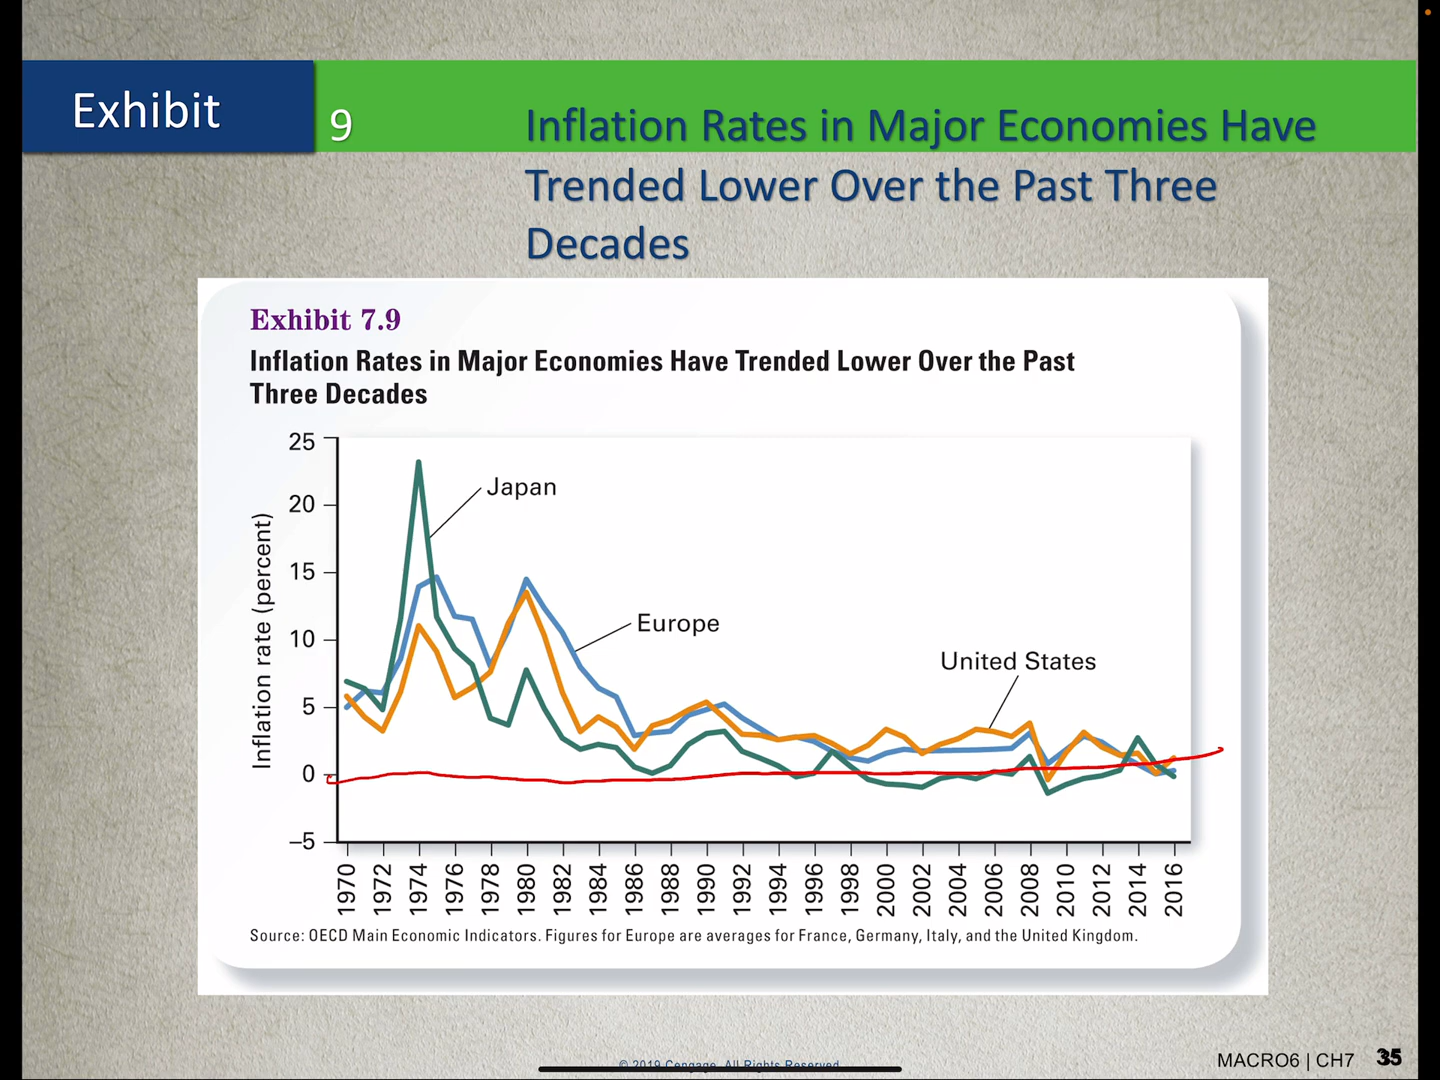 Exhibit
9
Inflation Rates in Major Economies Have
Trended Lower Over the Past Three
Decades
Exhibit 7.9
Inflation Rates in Major Economies Have Trended Lower Over the Past
Three Decades
25
20
15
10
5
0
–5
Inflation rate (percent)
Japan
Europe
United States
1970
1972
1974
1976
1978
1980
1982
1984
1986
1988
1990
1992
1994
1996
1998
2000
2002
2004
2006
2008
2010
2012
2014
2016
Source: OECD Main Economic Indicators. Figures for Europe are averages for France, Germany, Italy, and the United Kingdom.
© 2019 Cengage. All Rights Reserved.
MACRO6 | CH7
35